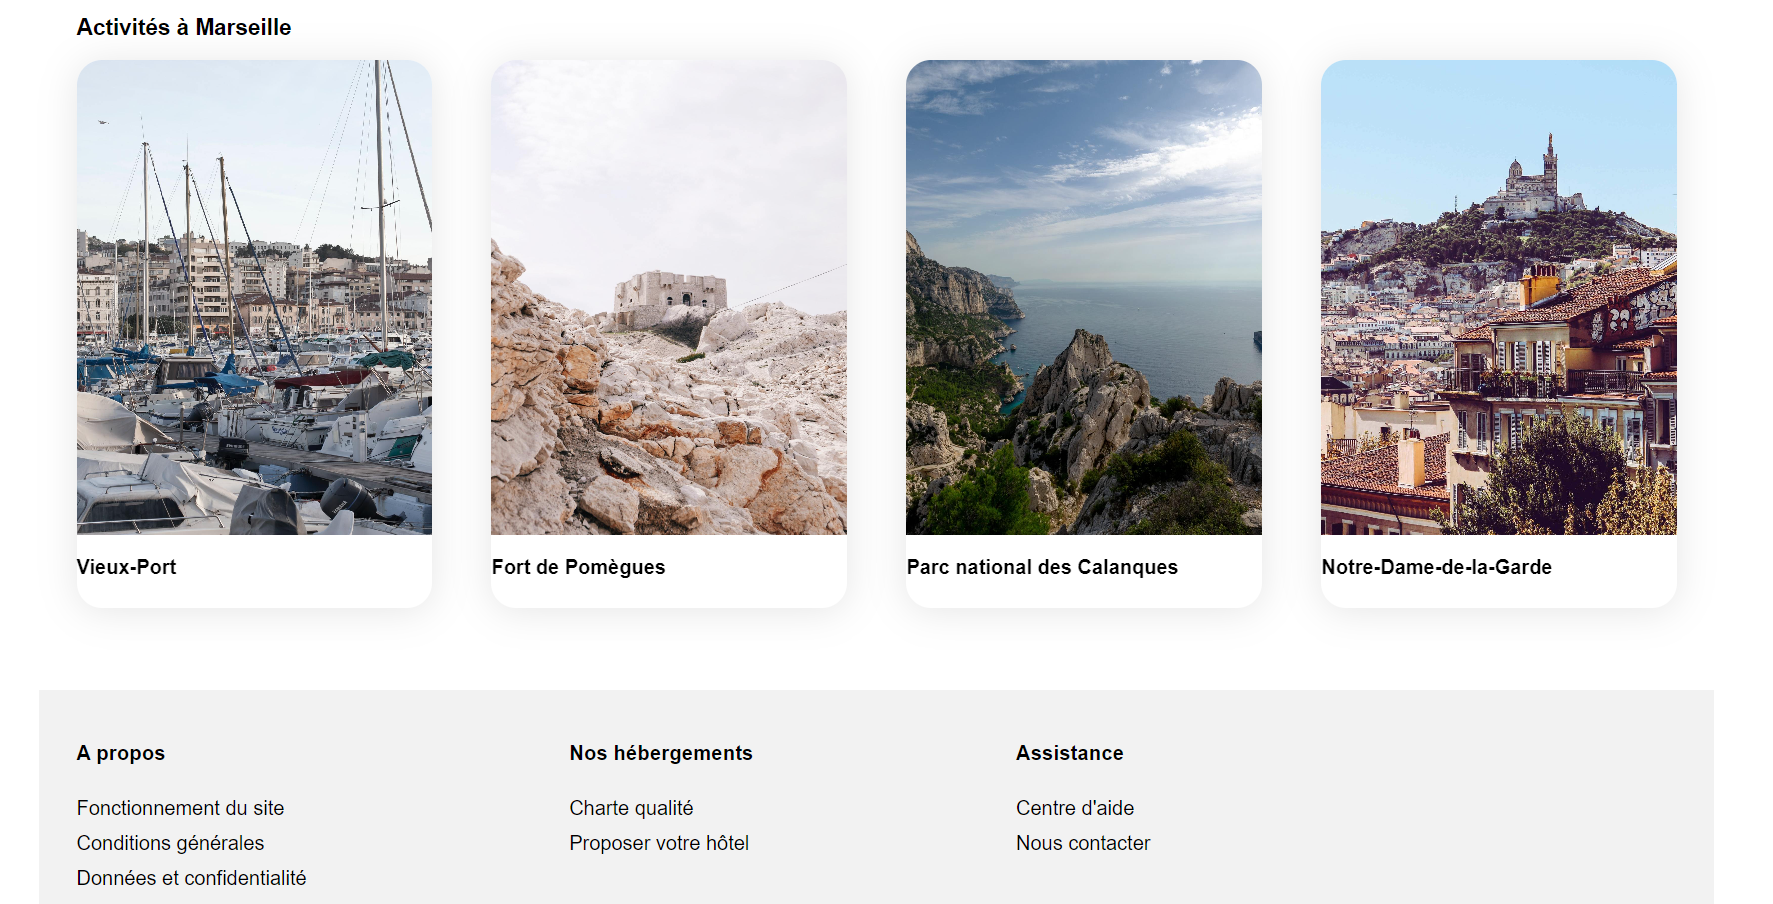 Activités à Marseille
Vieux-Port
Fort de Pomègues
Parc national des Calanques
Notre-Dame-de-la-Garde
A propos
Fonctionnement du site
Conditions générales
Données et confidentialité
Nos hébergements
Charte qualité
Proposer votre hôtel
Assistance
Centre d'aide
Nous contacter